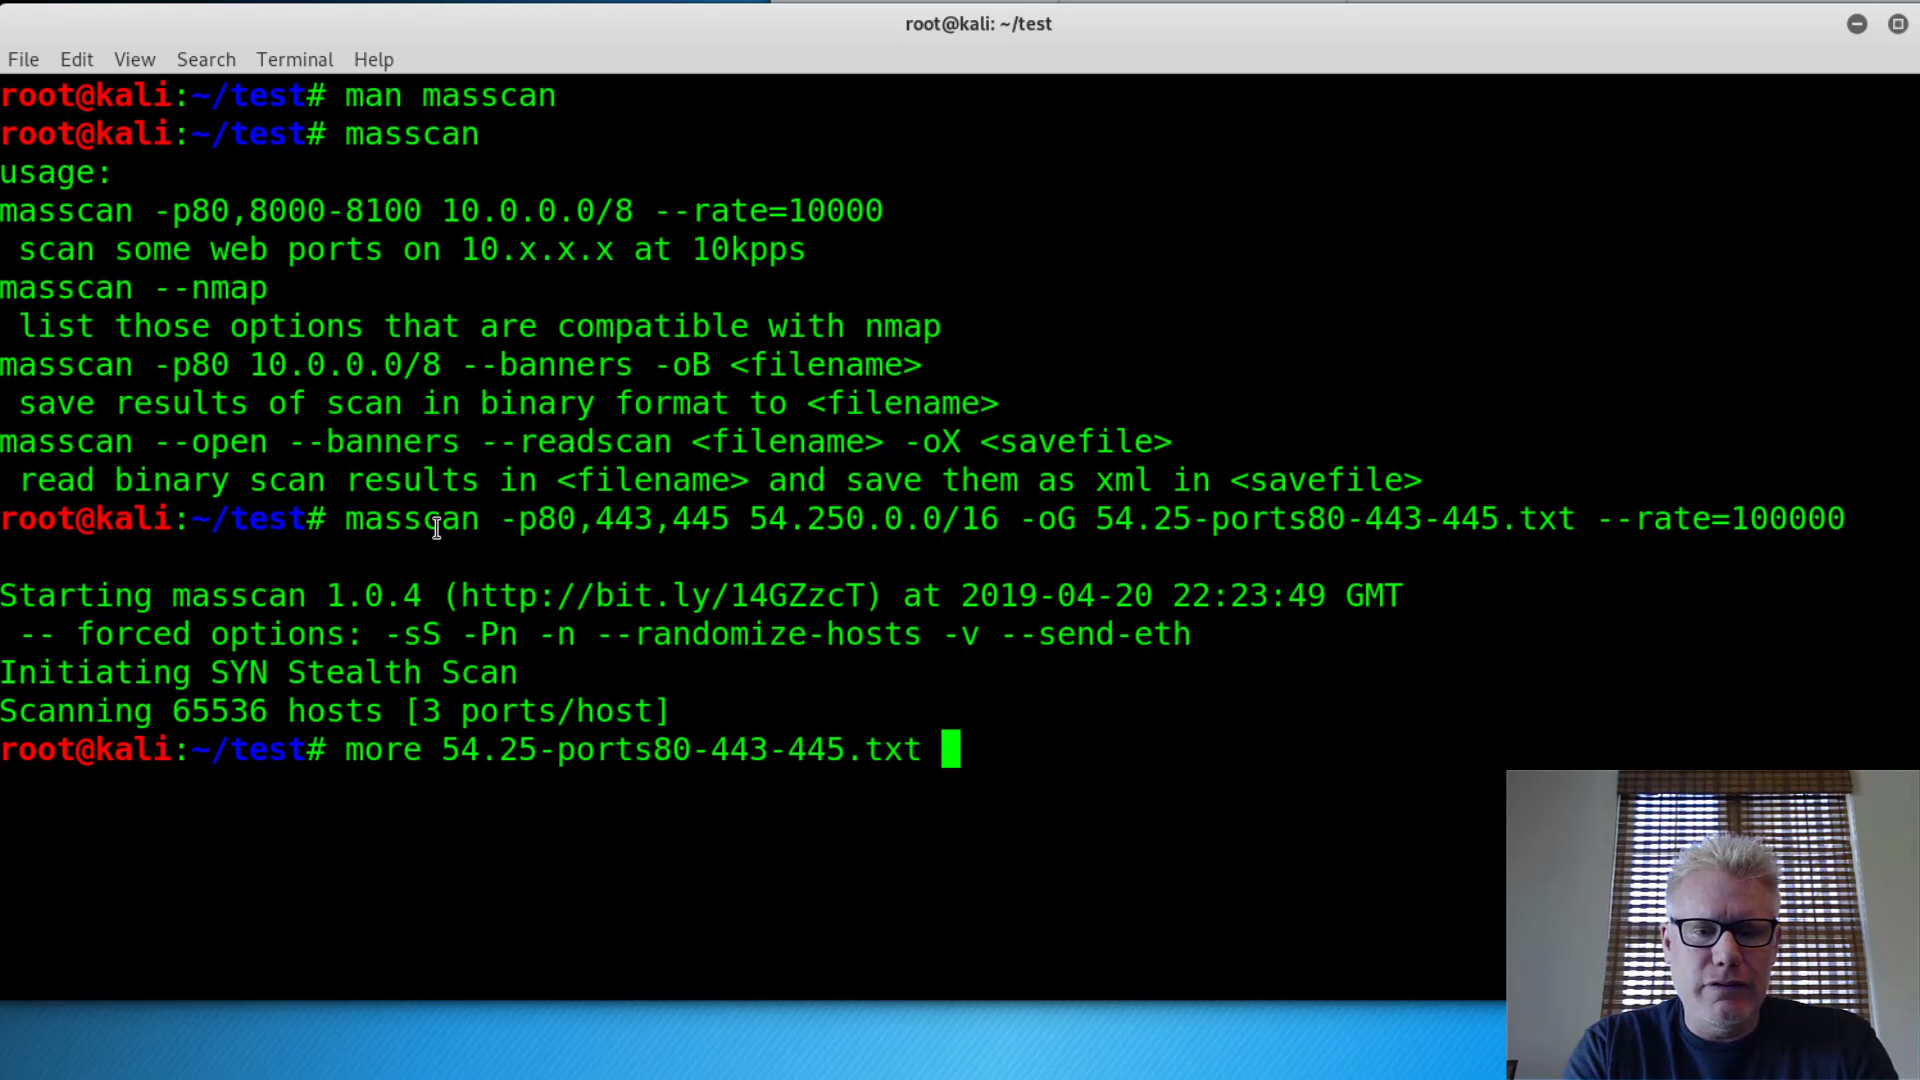 root@kali: ~/test
File Edit View Search Terminal Help
root@kali:~/test# man masscan
root@kali:~/test# masscan
usage:
masscan -p80,8000-8100 10.0.0.0/8 --rate=10000
 scan some web ports on 10.x.x.x at 10kpps
masscan --nmap
 list those options that are compatible with nmap
masscan -p80 10.0.0.0/8 --banners -oB <filename>
 save results of scan in binary format to <filename>
masscan --open --banners --readscan <filename> -oX <savefile>
 read binary scan results in <filename> and save them as xml in <savefile>
root@kali:~/test# masscan -p80,443,445 54.250.0.0/16 -oG 54.25-ports80-443-445.txt --rate=100000
Starting masscan 1.0.4 (http://bit.ly/14GZzcT) at 2019-04-20 22:23:49 GMT
 -- forced options: -sS -Pn -n --randomize-hosts -v --send-eth
Initiating SYN Stealth Scan
Scanning 65536 hosts [3 ports/host]
root@kali:~/test# more 54.25-ports80-443-445.txt